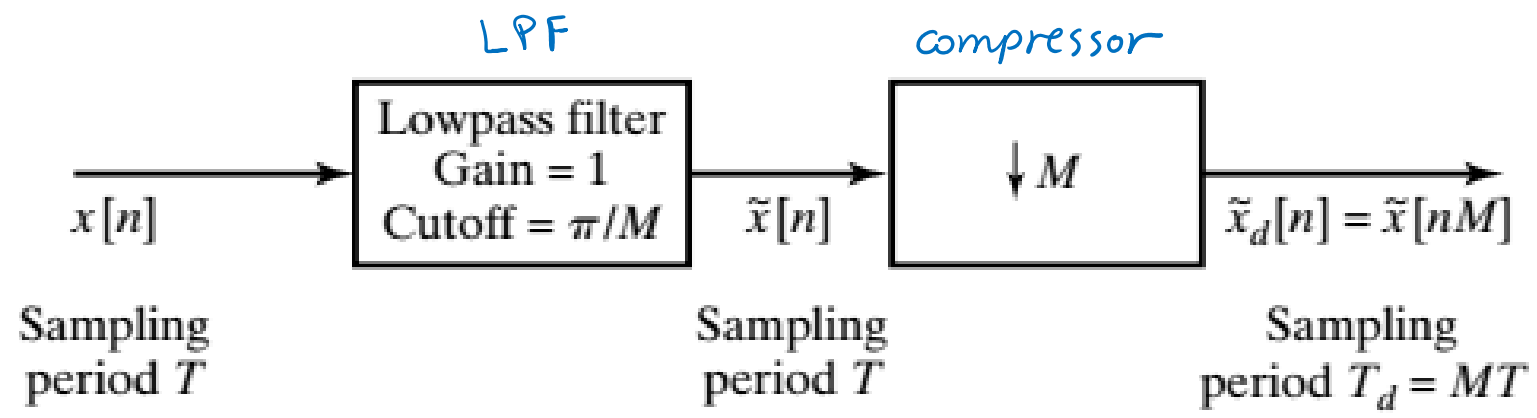 LPF
compressor
Lowpass filter
Gain = 1
Cutoff = π/M
↓ M
x[n]
x̃[n]
x̃_d[n] = x̃[nM]
Sampling
period T
Sampling
period T
Sampling
period T_d = MT